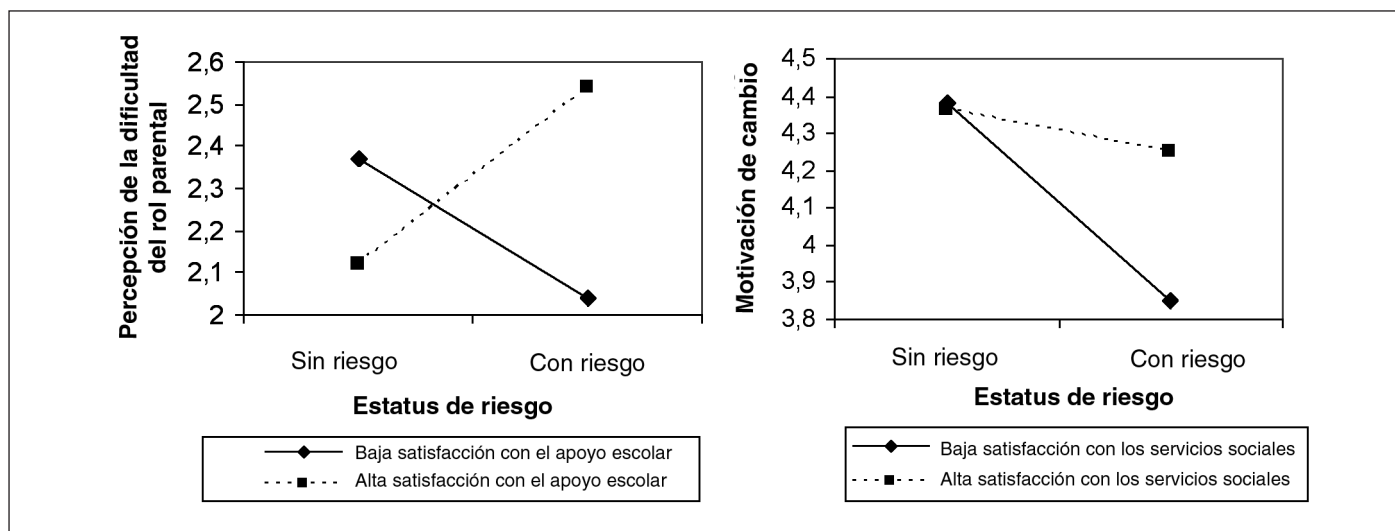 Percepción de la dificultad
del rol parental
2,6
2,5
2,4
2,3
2,2
2,1
2
Sin riesgo
Con riesgo
Estatus de riesgo
Baja satisfacción con el apoyo escolar
Alta satisfacción con el apoyo escolar
Motivación de cambio
4,5
4,4
4,3
4,2
4,1
4
3,9
3,8
Sin riesgo
Con riesgo
Estatus de riesgo
Baja satisfacción con los servicios sociales
Alta satisfacción con los servicios sociales